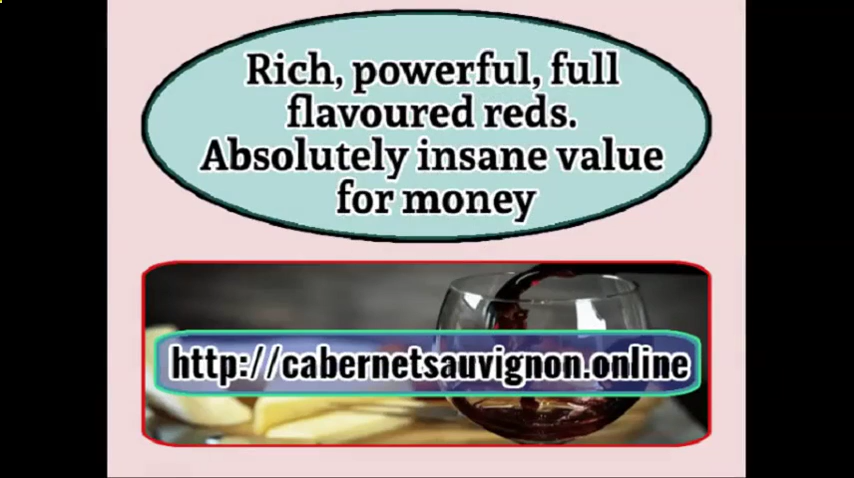 Rich, powerful, full
flavoured reds.
Absolutely insane value
for money
http://cabernetsauvignon.online